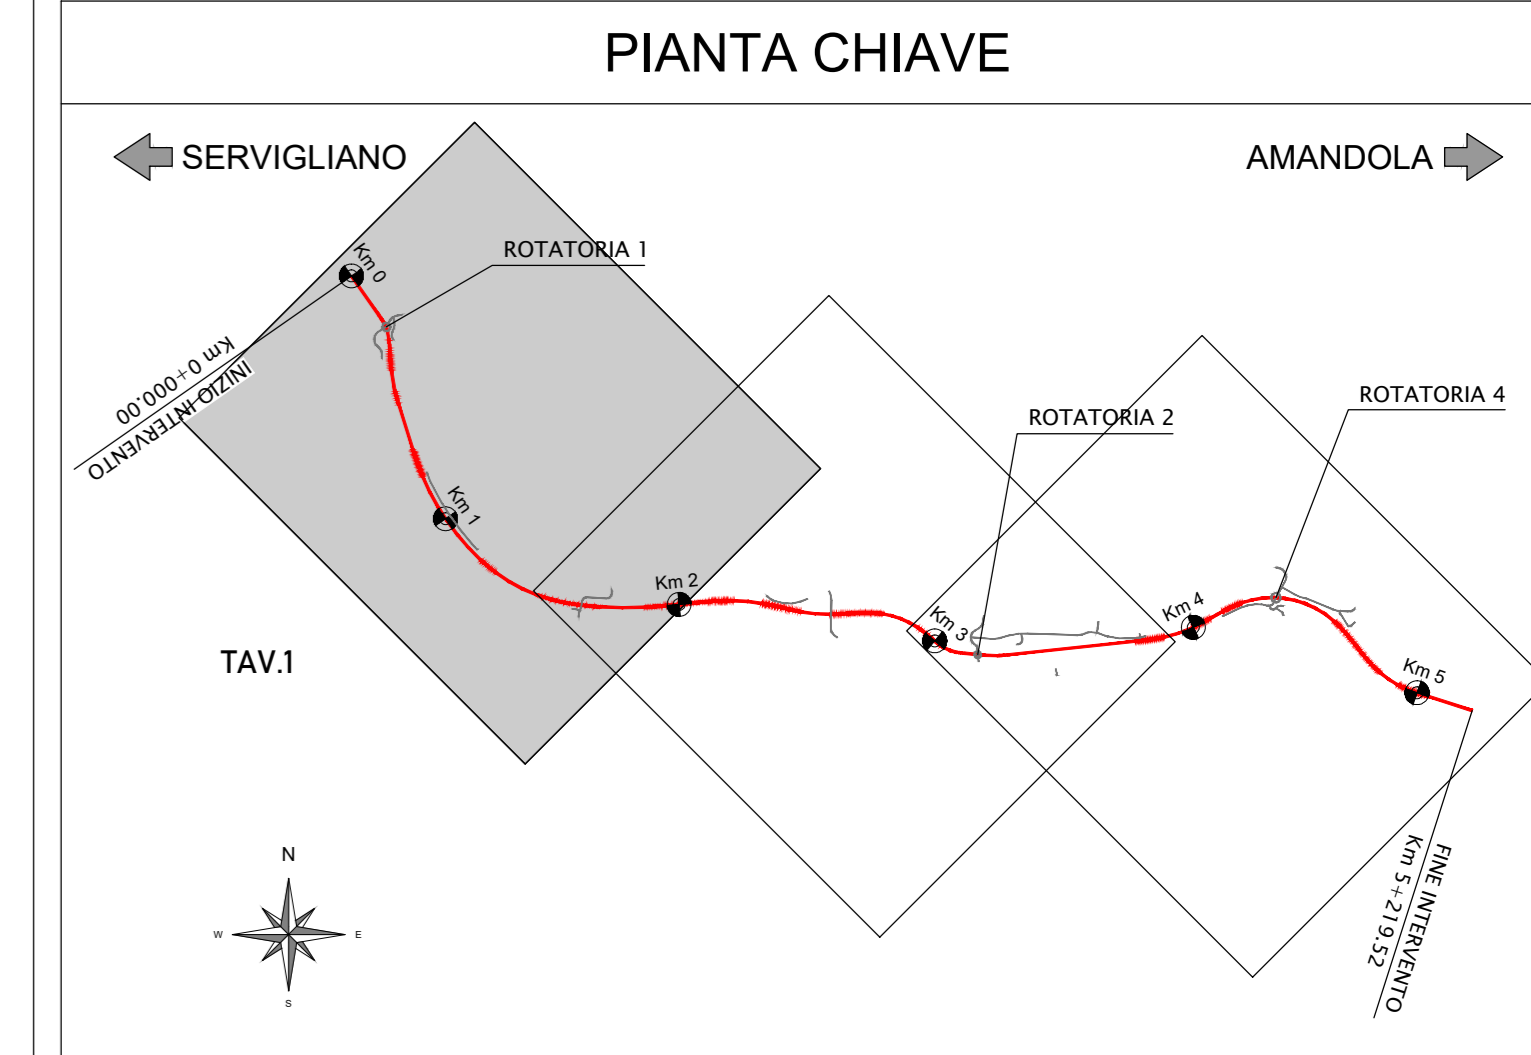 PIANTA CHIAVE
SERVIGLIANO
AMANDOLA
ROTATORIA 1
Km 0
Km 0+000.00
INIZIO INTERVENTO
ROTATORIA 4
ROTATORIA 2
Km 1
Km 2
Km 3
Km 4
Km 5
TAV.1
FINE INTERVENTO
Km 5+219.52
N
W
E
S